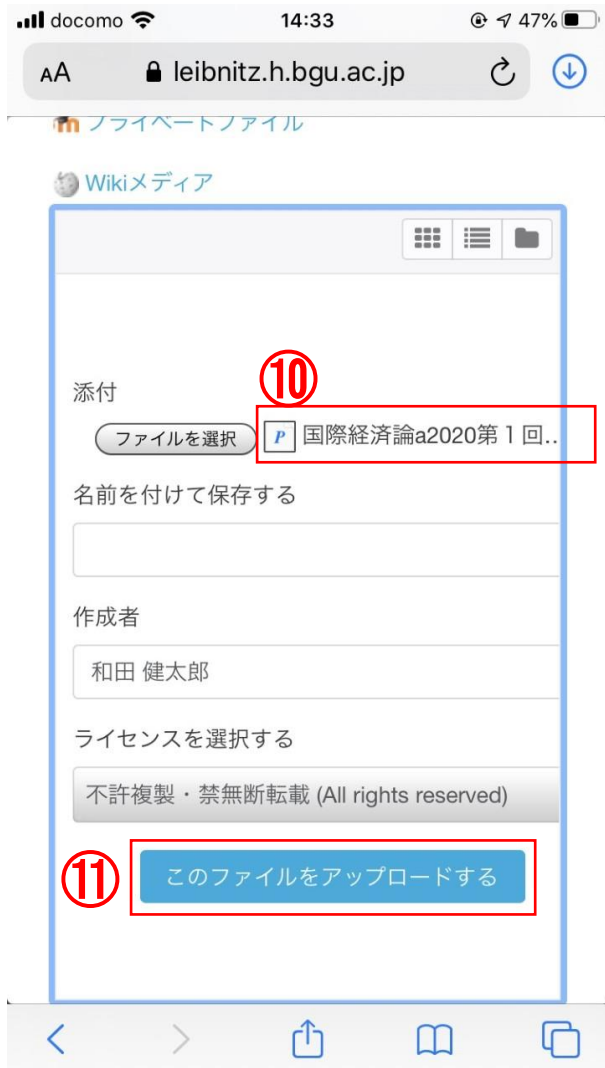 docomo 14:33 47%
AA leibnitz.h.bgu.ac.jp
プライベートファイル
Wikiメディア
⑩
添付
ファイルを選択 P 国際経済論a2020第１回...
名前を付けて保存する
作成者
和田 健太郎
ライセンスを選択する
不許複製・禁無断転載 (All rights reserved)
⑪ このファイルをアップロードする